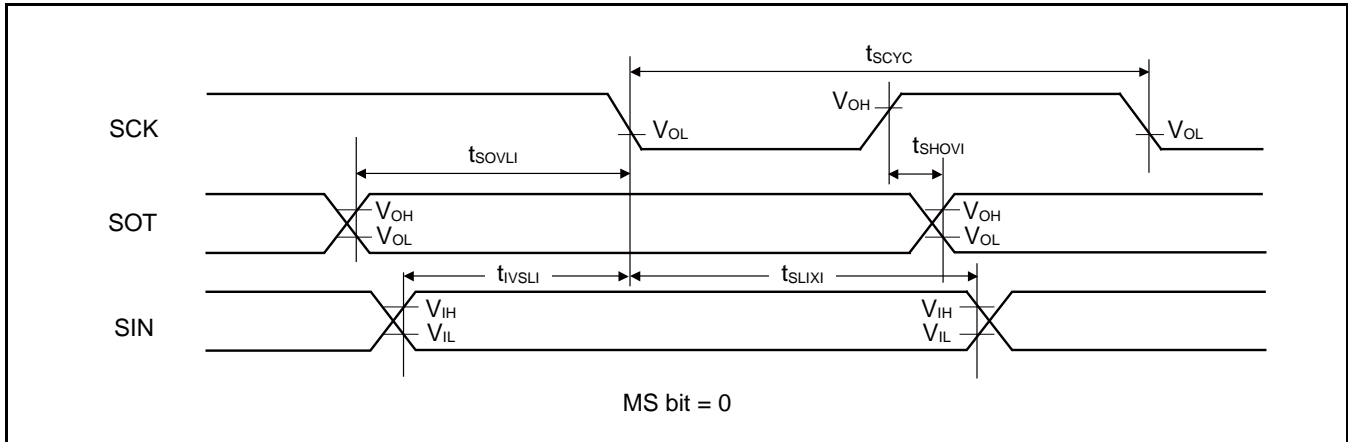 tSCYC
VOH
SCK
VOL
VOL
tSHOVI
tSOVLI
VOH
VOH
SOT
VOL
VOL
tIVSLI
tSLIXI
VIH
VIH
SIN
VIL
VIL
MS bit = 0